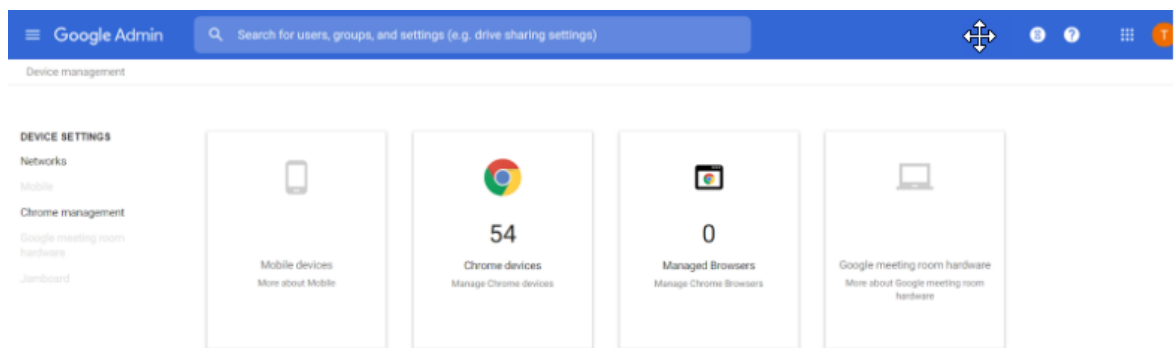 Google Admin
Search for users, groups, and settings (e.g. drive sharing settings)
?
T
Device management
DEVICE SETTINGS
Networks
Mobile
Chrome management
Google meeting room
hardware
Jamboard
Mobile devices
More about Mobile
54
Chrome devices
Manage Chrome devices
0
Managed Browsers
Manage Chrome Browsers
Google meeting room hardware
More about Google meeting room
hardware